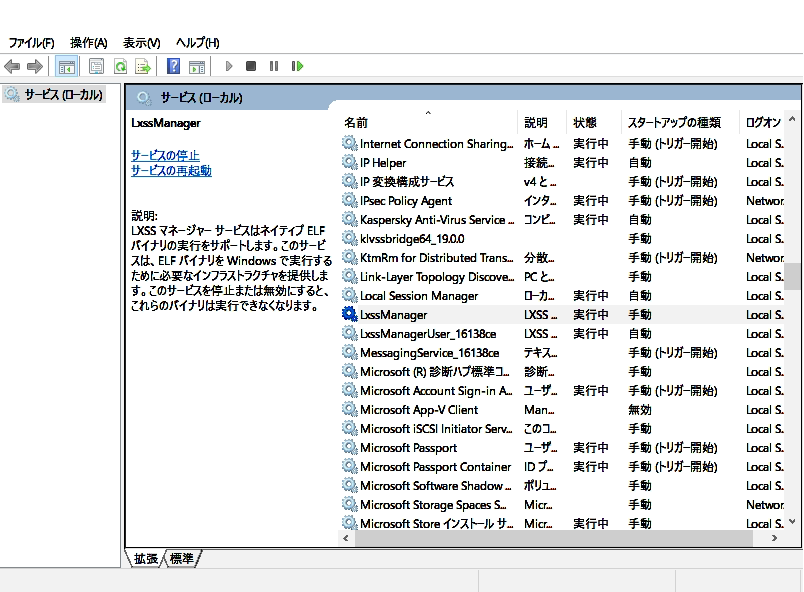 ファイル(F) 操作(A) 表示(V) ヘルプ(H)
サービス (ローカル)
サービス (ローカル)
LxssManager
サービスの停止
サービスの再起動
説明:
LXSS マネージャー サービスはネイティブ ELF
バイナリの実行をサポートします。このサービ
スは、ELF バイナリを Windows で実行する
ために必要なインフラストラクチャを提供しま
す。このサービスを停止または無効にすると、
これらのバイナリは実行できなくなります。
名前 説明 状態 スタートアップの種類 ログオン
Internet Connection Sharing... ホーム ... 実行中 手動 (トリガー開始) Local S.
IP Helper 接続... 実行中 自動 Local S.
IP 変換構成サービス v4 と... 手動 (トリガー開始) Local S.
IPsec Policy Agent インタ... 実行中 手動 (トリガー開始) Networ
Kaspersky Anti-Virus Service ... コンピ... 実行中 自動 Local S.
klvssbridge64_19.0.0 手動 Local S.
KtmRm for Distributed Trans... 分散... 手動 (トリガー開始) Networ
Link-Layer Topology Discove... PC と... 手動 Local S.
Local Session Manager ローカ... 実行中 自動 Local S.
LxssManager LXSS ... 実行中 手動 Local S.
LxssManagerUser_16138ce LXSS ... 実行中 手動 Local S.
MessagingService_16138ce テキス... 手動 (トリガー開始) Local S.
Microsoft (R) 診断ハブ標準コ... 診断... 手動 Local S.
Microsoft Account Sign-in A... ユーザ... 実行中 手動 (トリガー開始) Local S.
Microsoft App-V Client Man... 無効 Local S.
Microsoft iSCSI Initiator Serv... このコ... 手動 Local S.
Microsoft Passport ユーザ... 実行中 手動 (トリガー開始) Local S.
Microsoft Passport Container ID プ... 実行中 手動 (トリガー開始) Local S.
Microsoft Software Shadow ... ボリュ... 手動 Local S.
Microsoft Storage Spaces S... Micr... 手動 Networ
Microsoft Store インストール サ... Micr... 実行中 手動 Local S.
拡張 標準